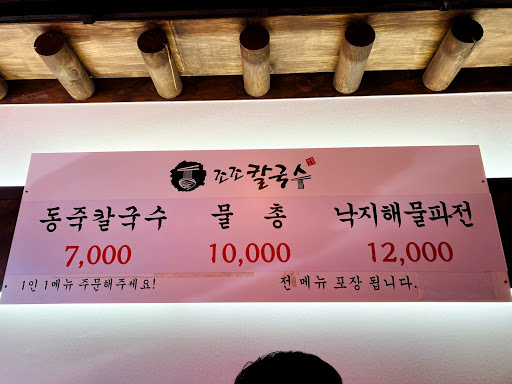 조조칼국수
동죽칼국수 물총 낙지해물파전
7,000 10,000 12,000
1인 1메뉴 주문해주세요! 전 메뉴 포장 됩니다.